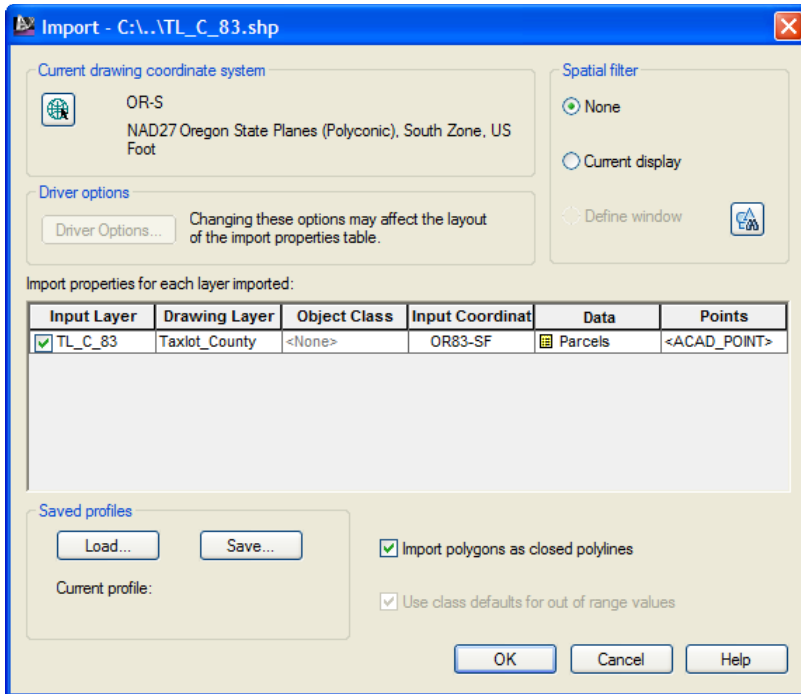 Import - C:\..\TL_C_83.shp
Current drawing coordinate system
OR-S
NAD27 Oregon State Planes (Polyconic), South Zone, US
Foot
Spatial filter
None
Current display
Define window
Driver options
Driver Options...
Changing these options may affect the layout
of the import properties table.
Import properties for each layer imported:
Input Layer Drawing Layer Object Class Input Coordinat Data Points
TL_C_83 Taxlot_County <None> OR83-SF Parcels <ACAD_POINT>
Saved profiles
Load... Save...
Current profile:
Import polygons as closed polylines
Use class defaults for out of range values
OK Cancel Help